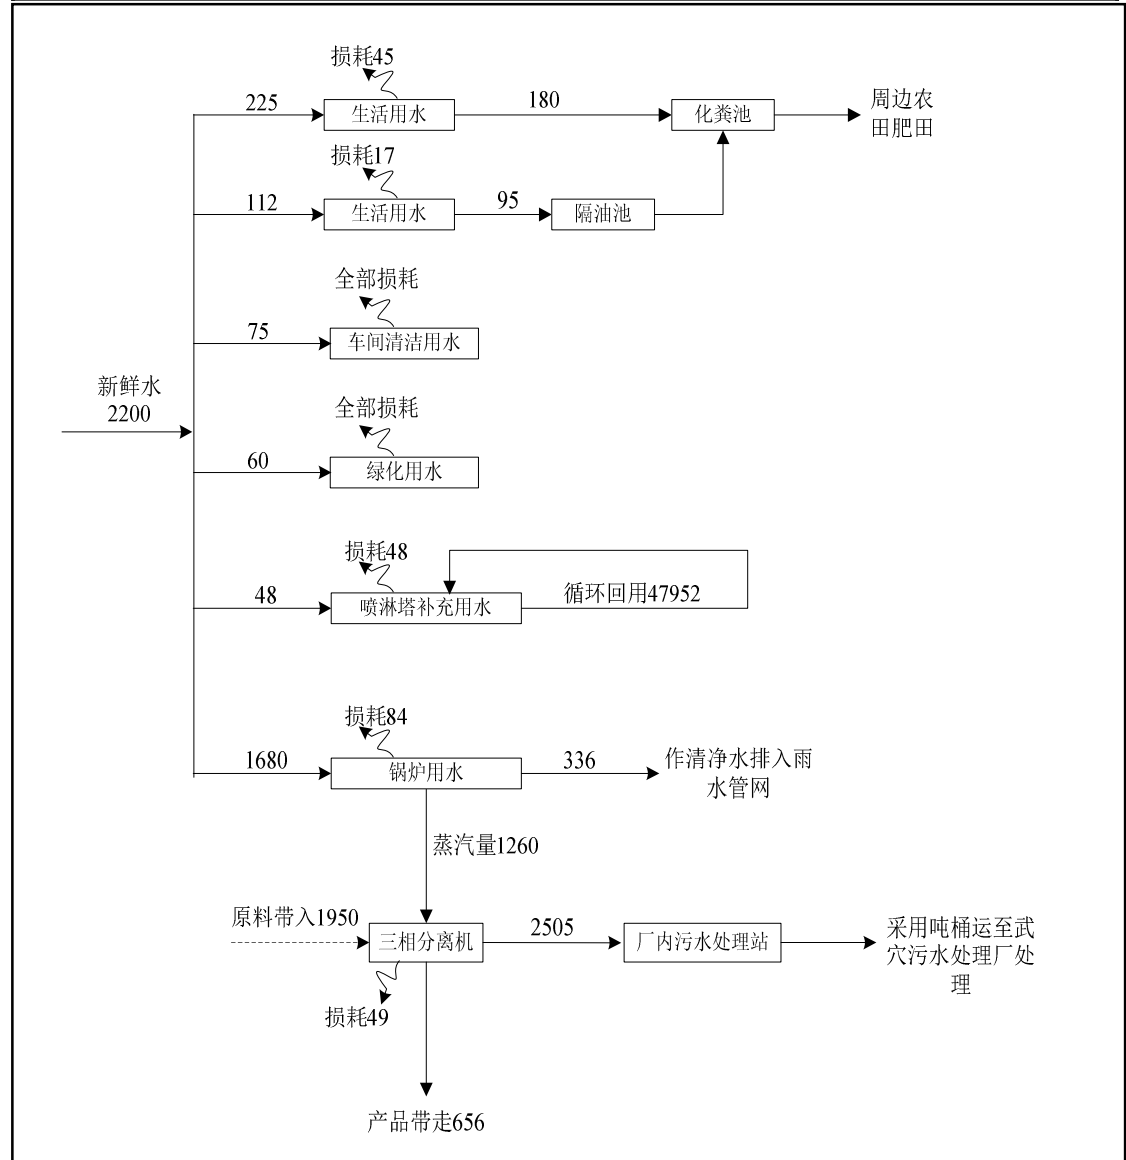 损耗45
225
生活用水
180
化粪池
周边农
田肥田
损耗17
112
生活用水
95
隔油池
全部损耗
75
车间清洁用水
新鲜水
2200
全部损耗
60
绿化用水
损耗48
48
喷淋塔补充用水
循环回用47952
损耗84
1680
锅炉用水
336
作清净水排入雨
水管网
蒸汽量1260
原料带入1950
三相分离机
2505
厂内污水处理站
采用吨桶运至武
穴污水处理厂处
理
损耗49
产品带走656